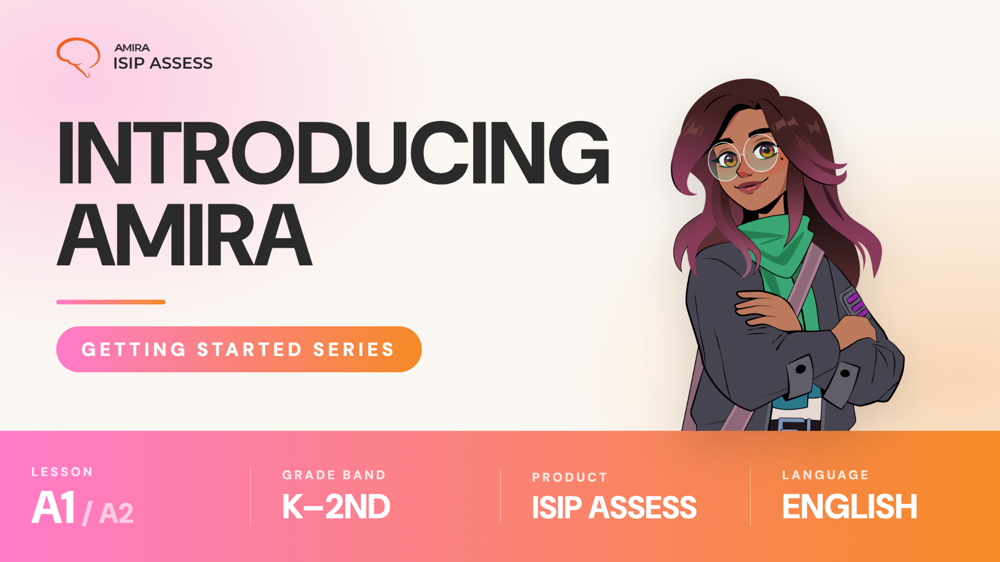 AMIRA
ISIP ASSESS
INTRODUCING
AMIRA
GETTING STARTED SERIES
LESSON
A1 / A2
GRADE BAND
K–2ND
PRODUCT
ISIP ASSESS
LANGUAGE
ENGLISH